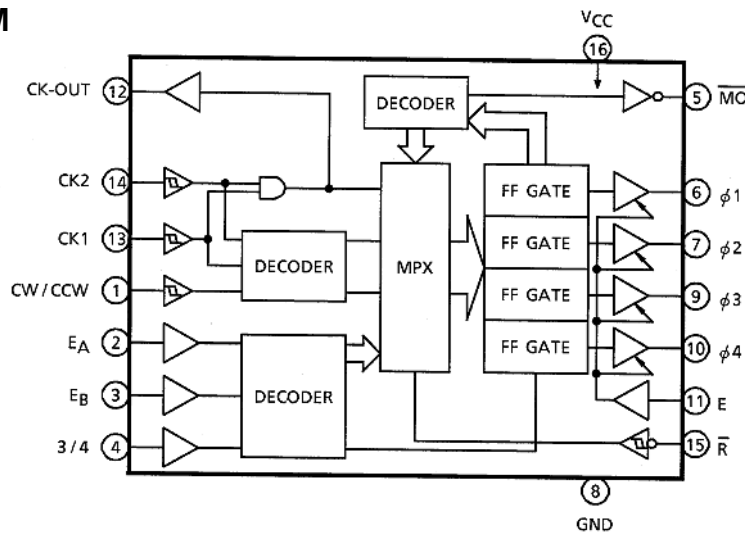 M
VCC
16
CK-OUT 12
DECODER
5 MO
CK2 14
FF GATE
6 ϕ1
CK1 13
DECODER
MPX
FF GATE
7 ϕ2
CW/CCW 1
FF GATE
9 ϕ3
EA 2
FF GATE
10 ϕ4
EB 3
DECODER
11 E
3/4 4
15 R
8
GND